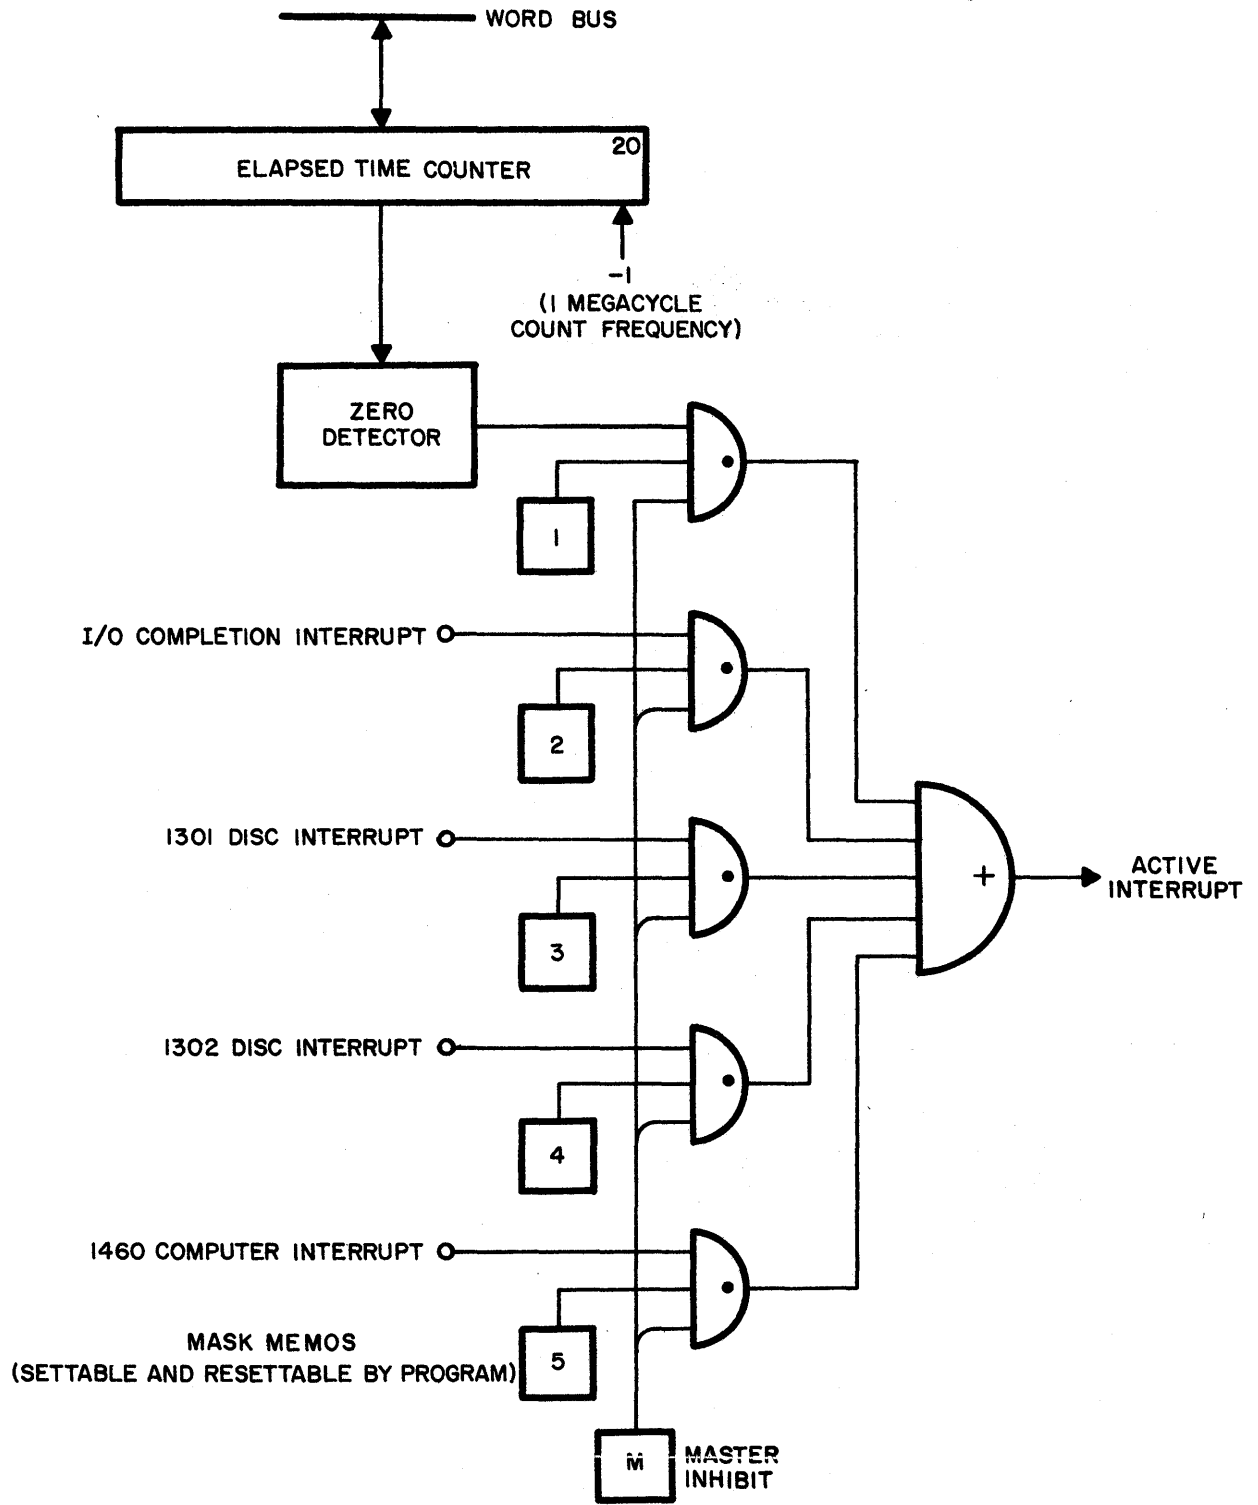 WORD BUS
20
ELAPSED TIME COUNTER
-1
(1 MEGACYCLE
COUNT FREQUENCY)
ZERO
DETECTOR
1
I/O COMPLETION INTERRUPT
2
1301 DISC INTERRUPT
3
+
ACTIVE
INTERRUPT
1302 DISC INTERRUPT
4
1460 COMPUTER INTERRUPT
5
MASK MEMOS
(SETTABLE AND RESETTABLE BY PROGRAM)
M
MASTER
INHIBIT